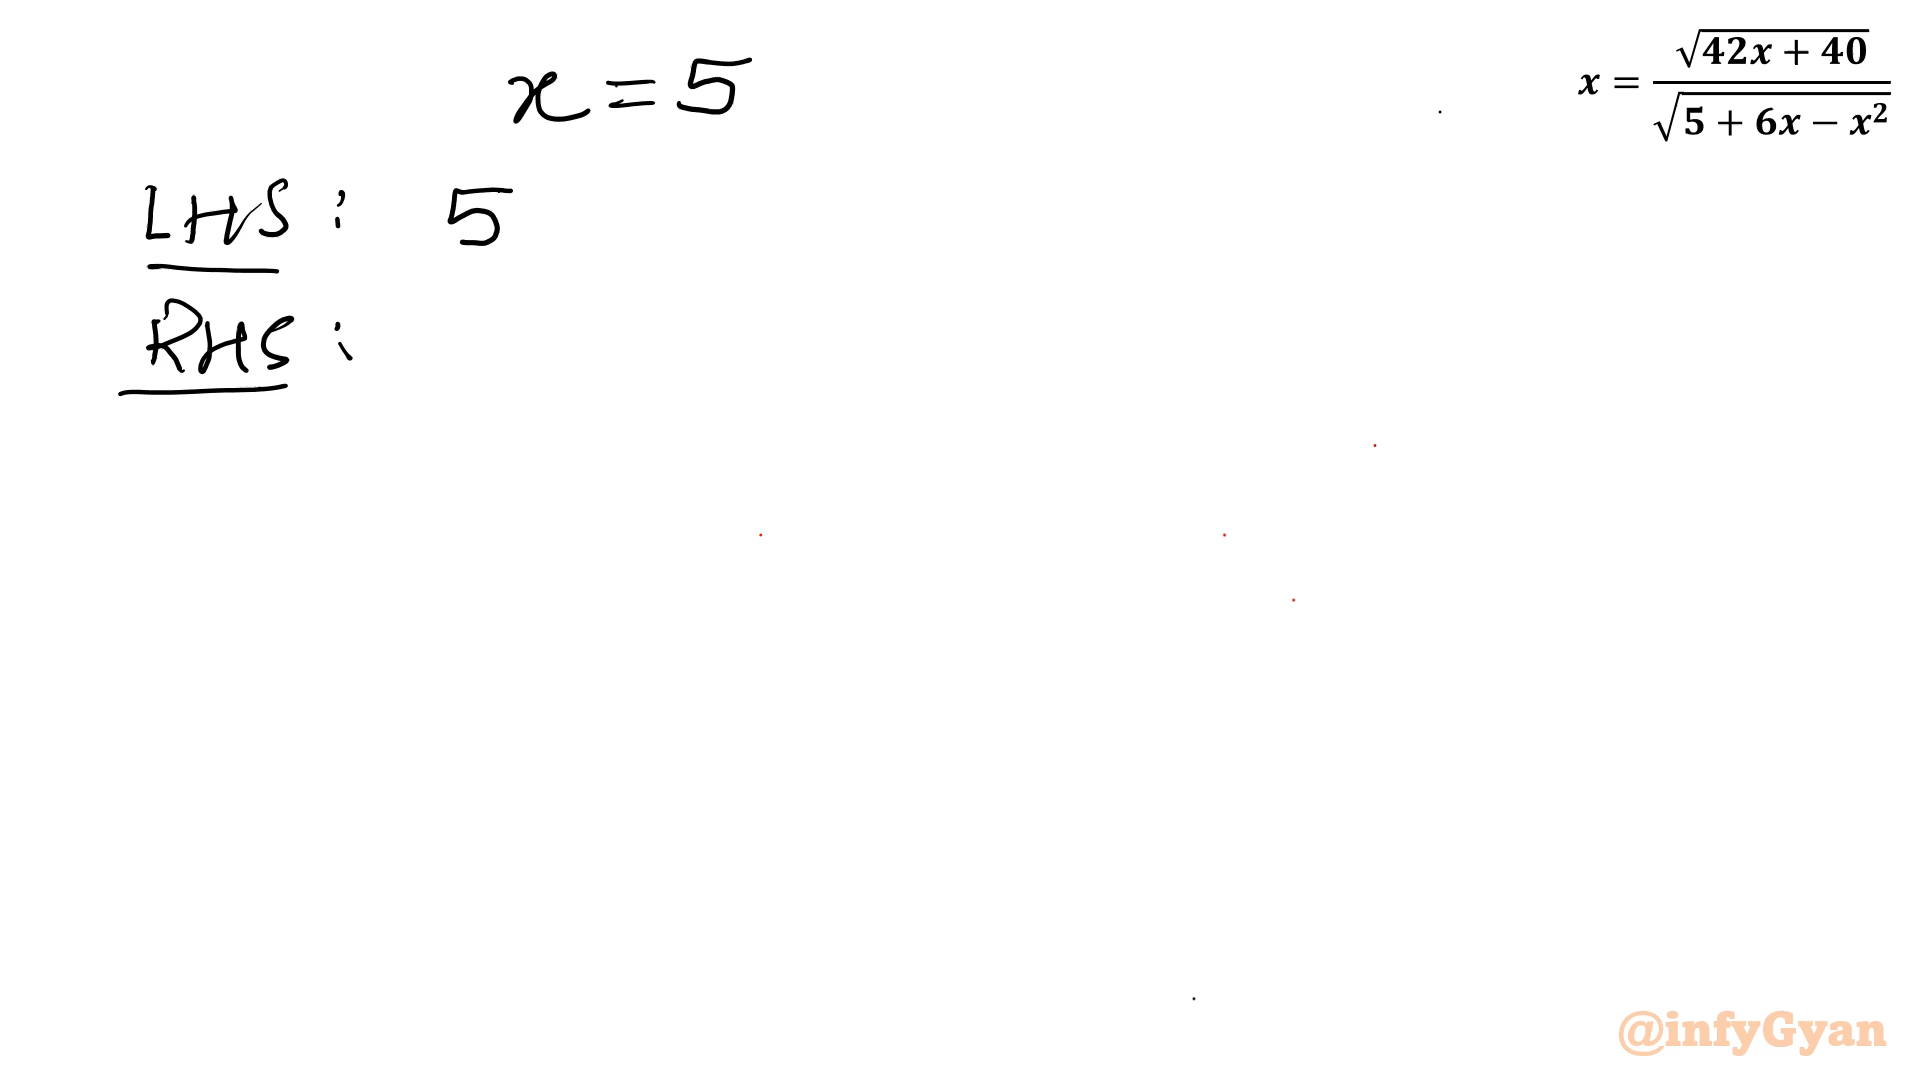 x = 5
x = √(42x + 40) / √(5 + 6x − x²)
LHS : 5
RHS :
@infyGyan